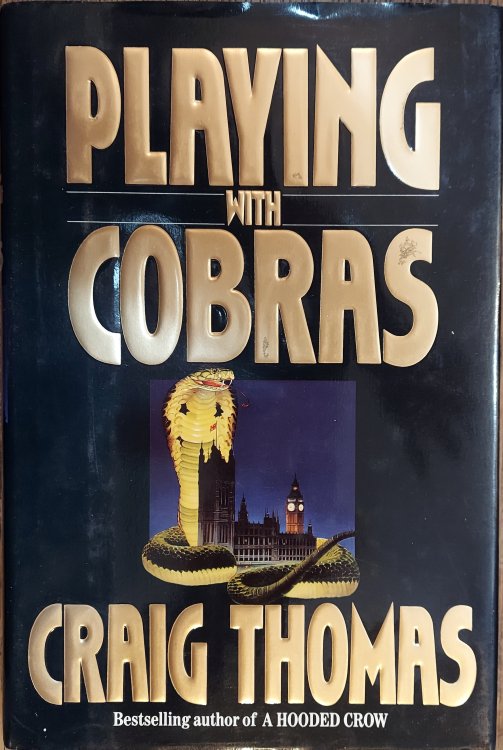 PLAYING
WITH
COBRAS
CRAIG THOMAS
Bestselling author of A HOODED CROW